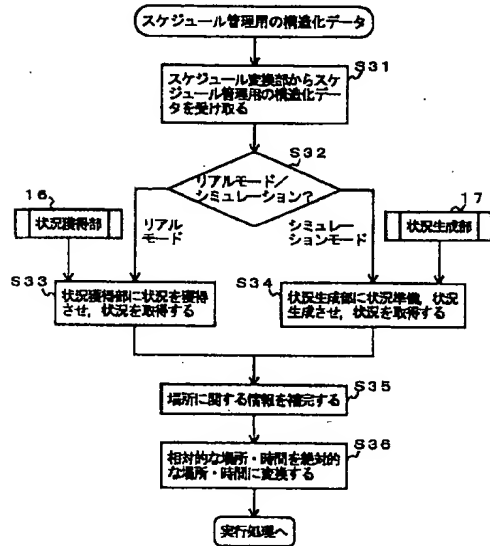 スケジュール管理用の構造化データ
S31
スケジュール変換部からスケ
ジュール管理用の構造化デー
タを受け取る
S32
リアルモード／
シミュレーション？
16
状況獲得部
リアル
モード
シミュレー
ションモード
17
状況生成部
S33
状況獲得部に状況を獲得
させ，状況を取得する
S34
状況生成部に状況準備，状況
生成させ，状況を取得する
S35
場所に関する情報を補完する
S36
相対的な場所・時間を絶対的
な場所・時間に変換する
実行処理へ